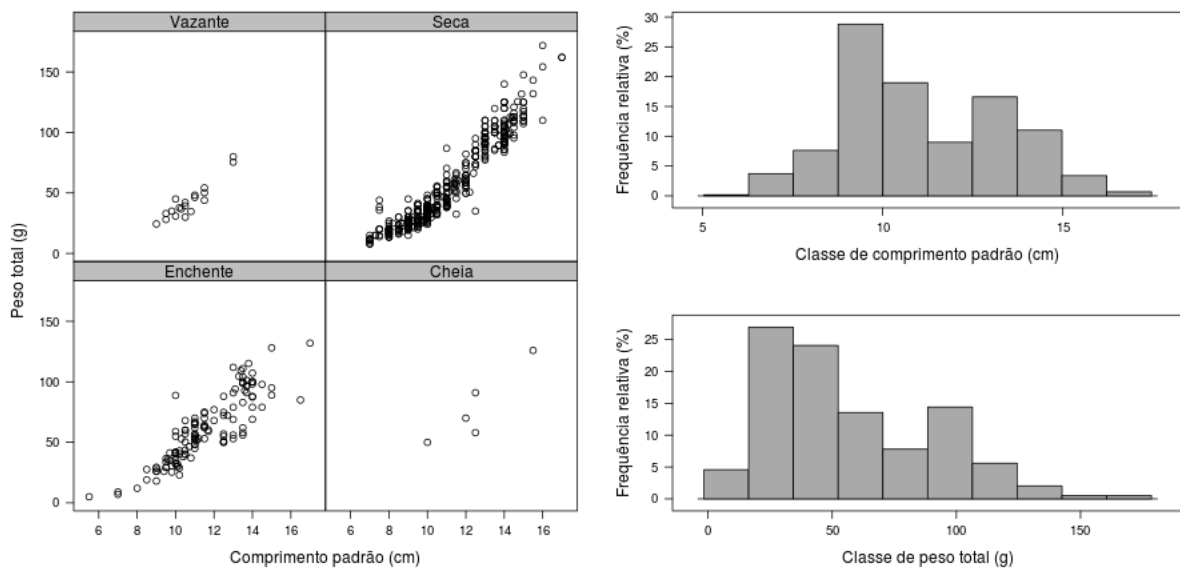 Vazante
Seca
Peso total (g)
150
100
50
0
Enchente
Cheia
150
100
50
0
6 8 10 12 14 16
6 8 10 12 14 16
Comprimento padrão (cm)
Frequência relativa (%)
30
25
20
15
10
5
0
5 10 15
Classe de comprimento padrão (cm)
Frequência relativa (%)
25
20
15
10
5
0
0 50 100 150
Classe de peso total (g)